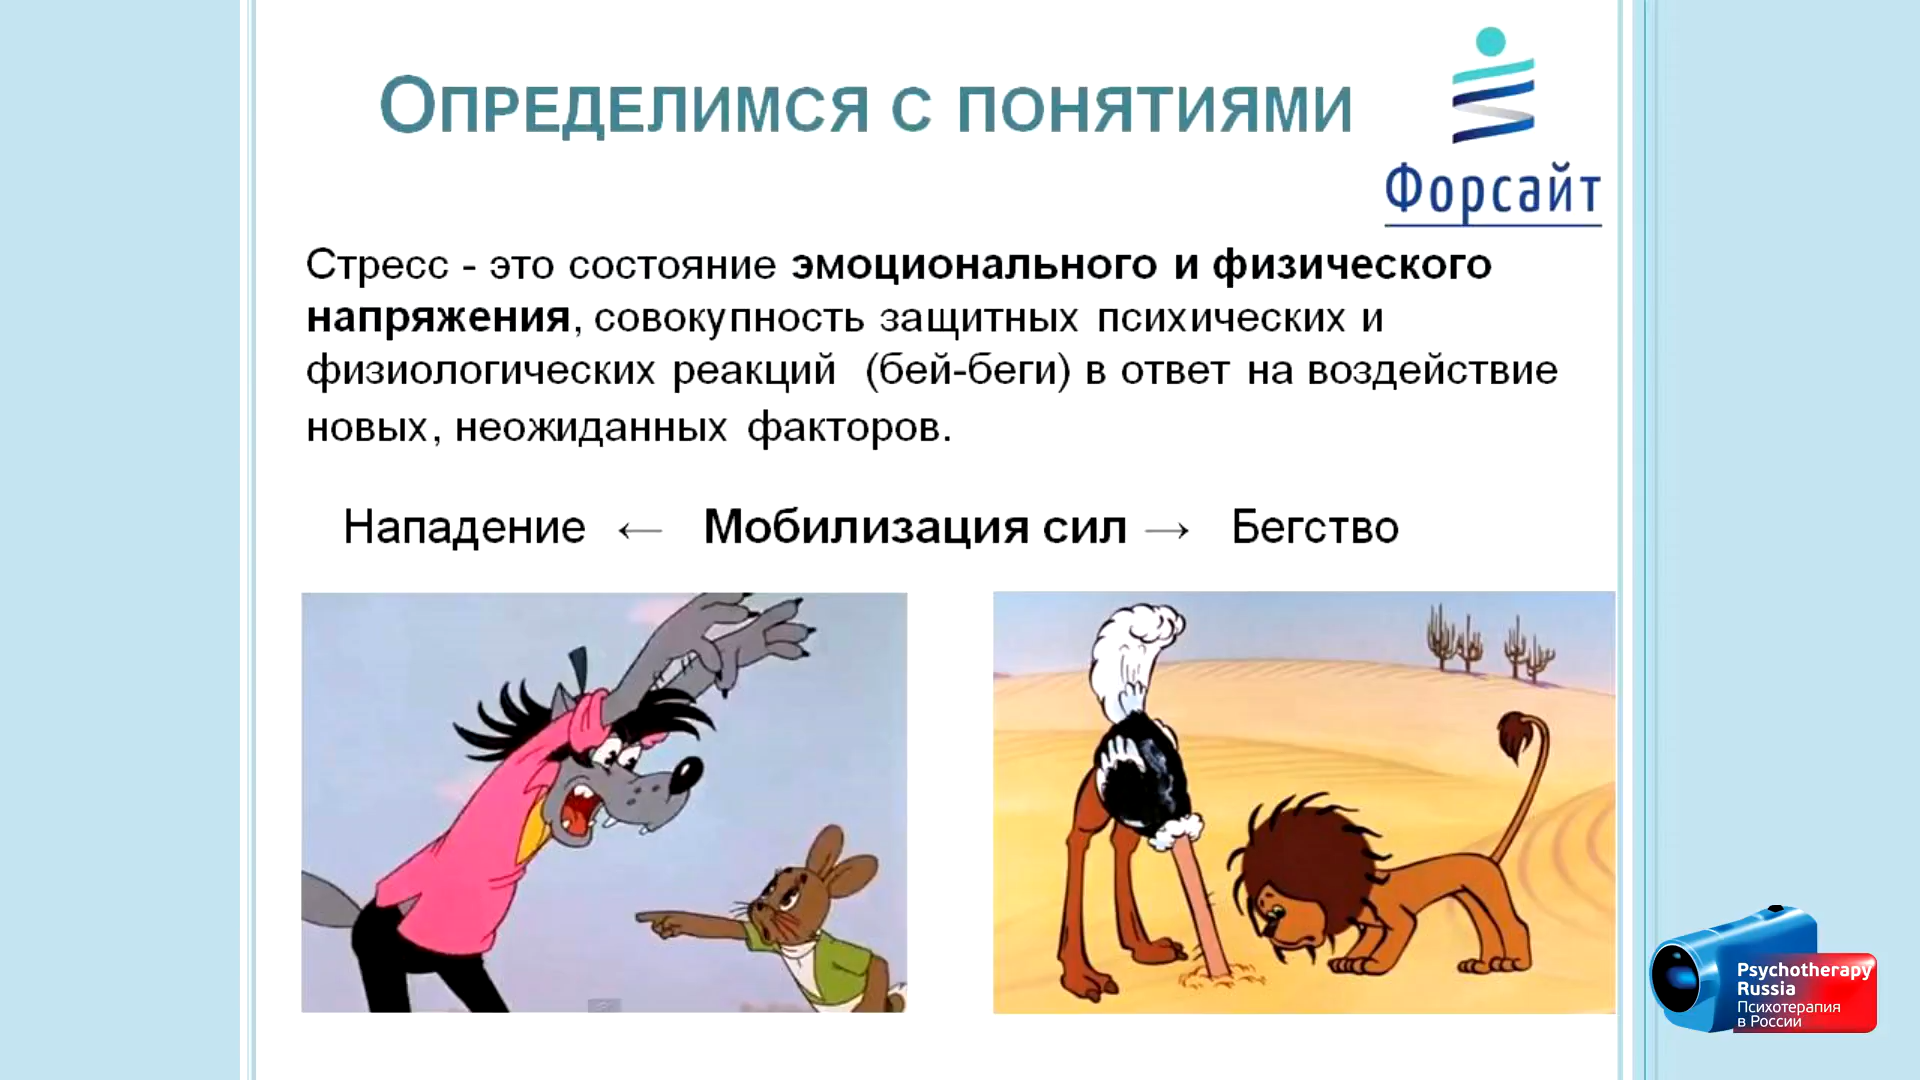 Определимся с понятиями
Форсайт
Стресс - это состояние эмоционального и физического
напряжения, совокупность защитных психических и
физиологических реакций (бей-беги) в ответ на воздействие
новых, неожиданных факторов.
Нападение ← Мобилизация сил → Бегство
Psychotherapy
Russia
Психотерапия
в России